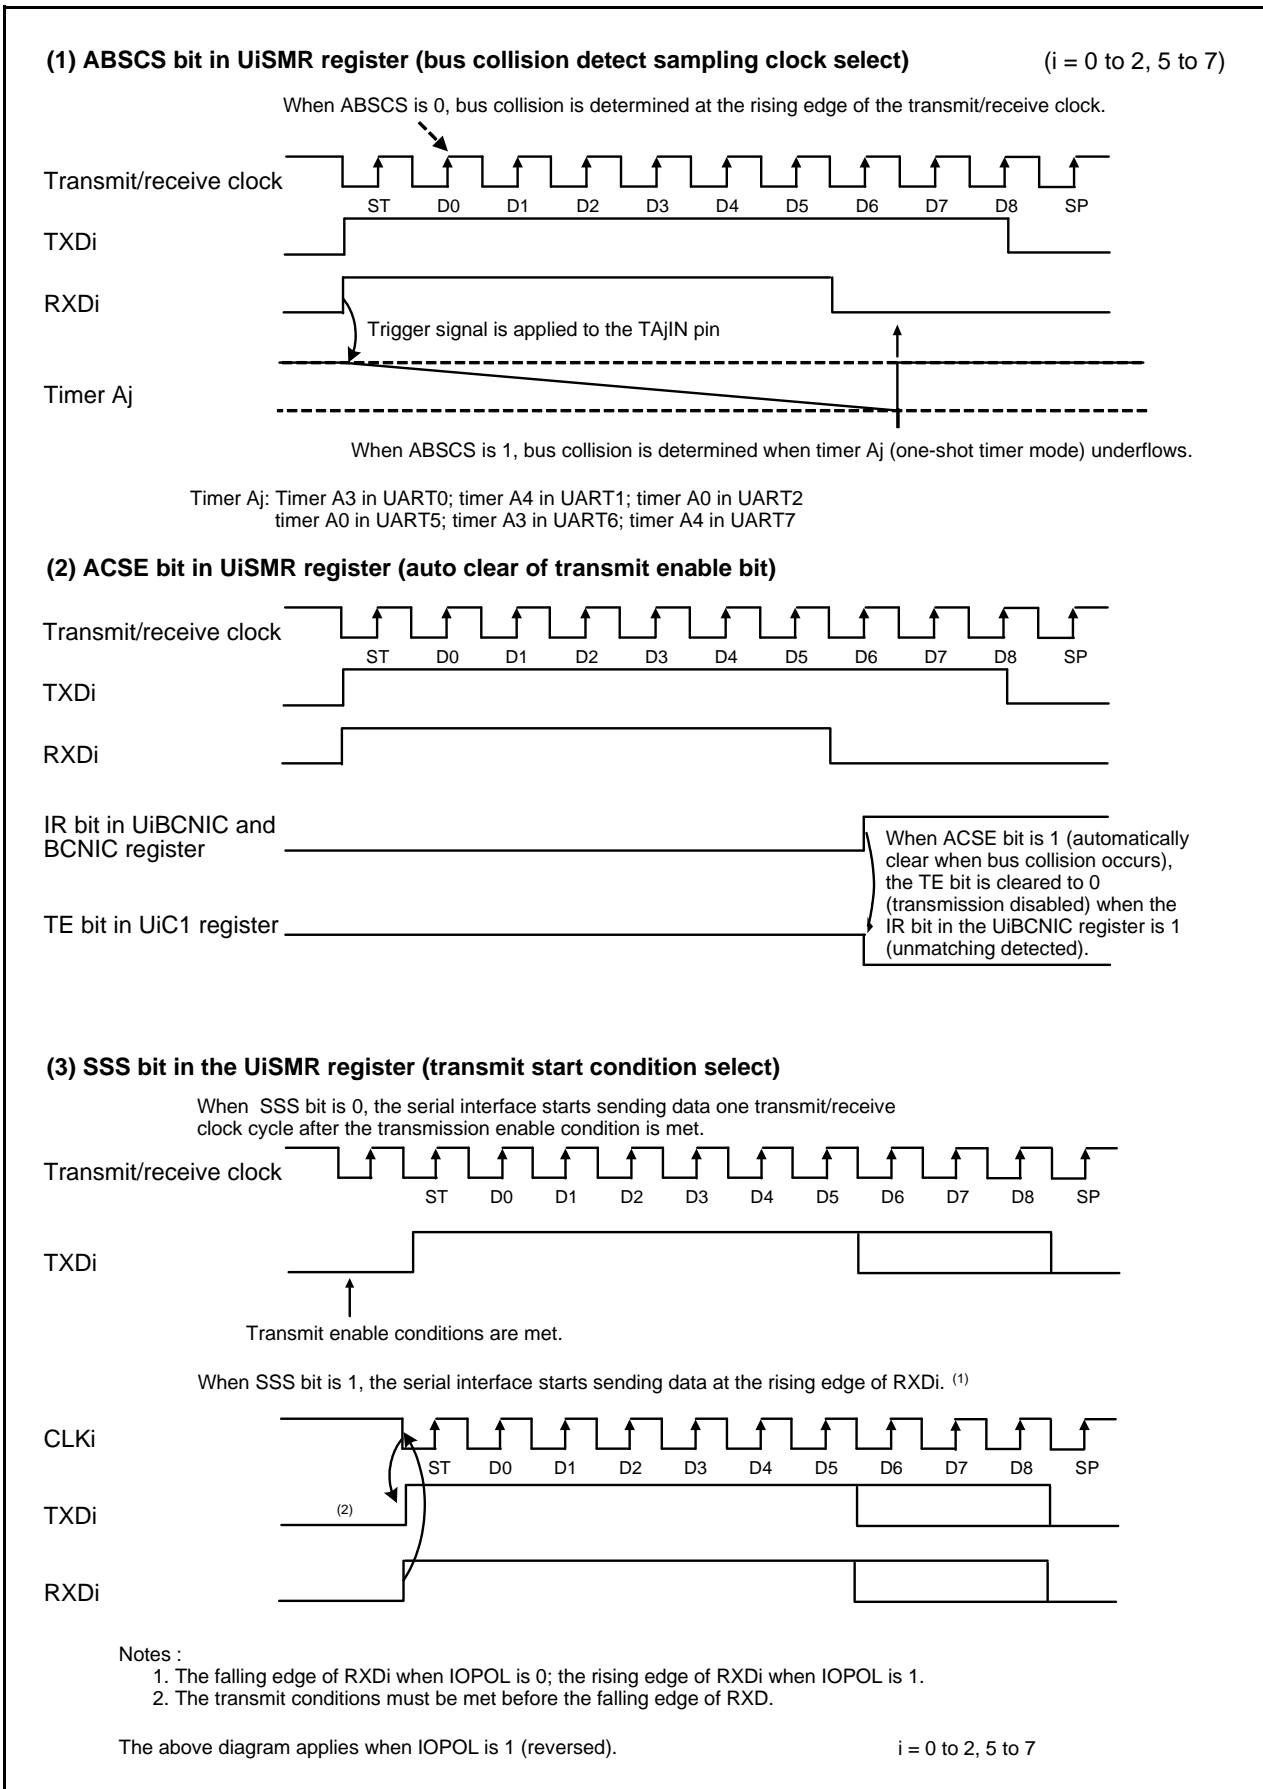 (1) ABSCS bit in UiSMR register (bus collision detect sampling clock select) (i = 0 to 2, 5 to 7)
When ABSCS is 0, bus collision is determined at the rising edge of the transmit/receive clock.
Transmit/receive clock
ST D0 D1 D2 D3 D4 D5 D6 D7 D8 SP
TXDi
RXDi
Trigger signal is applied to the TAjIN pin
Timer Aj
When ABSCS is 1, bus collision is determined when timer Aj (one-shot timer mode) underflows.
Timer Aj: Timer A3 in UART0; timer A4 in UART1; timer A0 in UART2
timer A0 in UART5; timer A3 in UART6; timer A4 in UART7
(2) ACSE bit in UiSMR register (auto clear of transmit enable bit)
Transmit/receive clock
ST D0 D1 D2 D3 D4 D5 D6 D7 D8 SP
TXDi
RXDi
IR bit in UiBCNIC and
BCNIC register
When ACSE bit is 1 (automatically
clear when bus collision occurs),
the TE bit is cleared to 0
(transmission disabled) when the
IR bit in the UiBCNIC register is 1
(unmatching detected).
TE bit in UiC1 register
(3) SSS bit in the UiSMR register (transmit start condition select)
When SSS bit is 0, the serial interface starts sending data one transmit/receive
clock cycle after the transmission enable condition is met.
Transmit/receive clock
ST D0 D1 D2 D3 D4 D5 D6 D7 D8 SP
TXDi
Transmit enable conditions are met.
When SSS bit is 1, the serial interface starts sending data at the rising edge of RXDi. (1)
CLKi
ST D0 D1 D2 D3 D4 D5 D6 D7 D8 SP
TXDi
(2)
RXDi
Notes :
1. The falling edge of RXDi when IOPOL is 0; the rising edge of RXDi when IOPOL is 1.
2. The transmit conditions must be met before the falling edge of RXD.
The above diagram applies when IOPOL is 1 (reversed). i = 0 to 2, 5 to 7